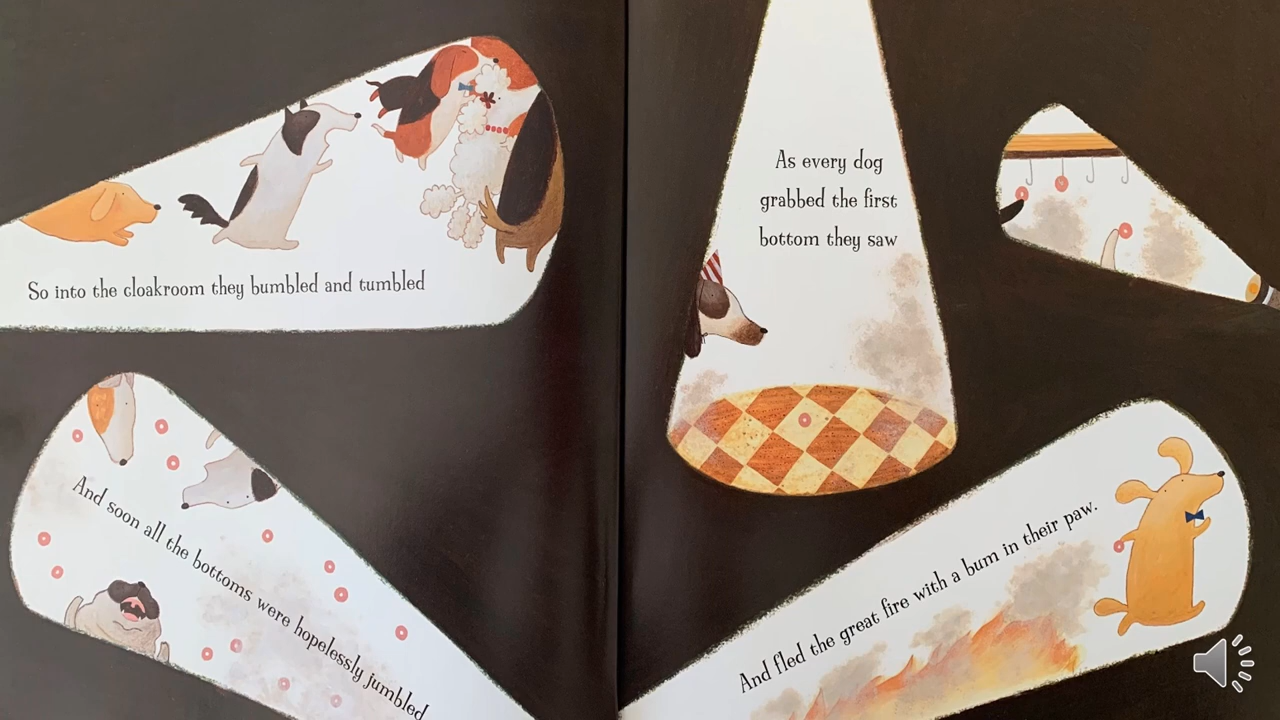 So into the cloakroom they bumbled and tumbled
And soon all the bottoms were hopelessly jumbled
As every dog
grabbed the first
bottom they saw
And fled the great fire with a bum in their paw.